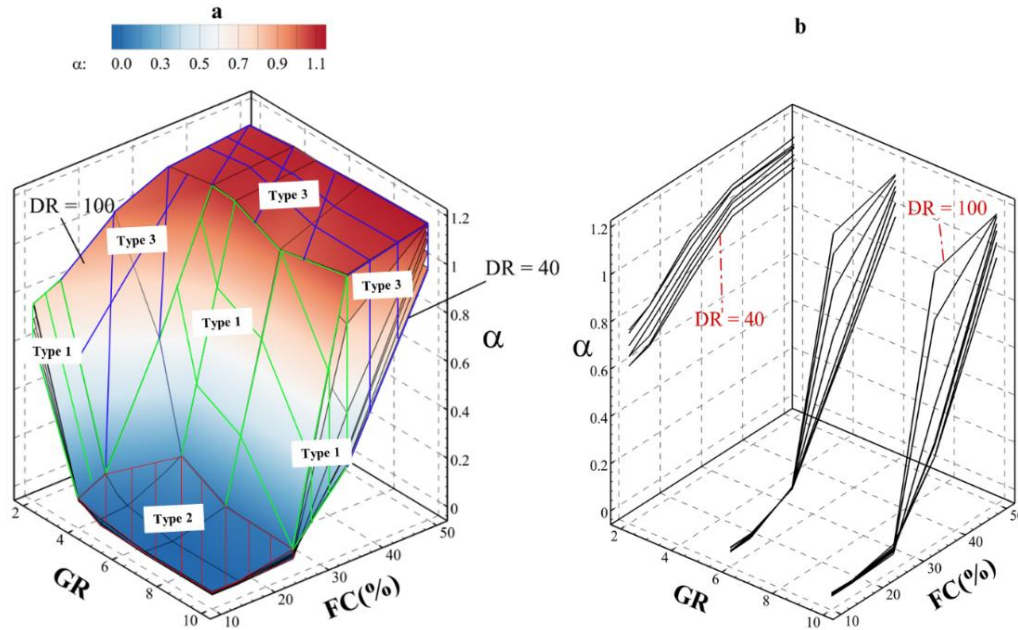 a
α: 0.0 0.3 0.5 0.7 0.9 1.1
DR = 100
Type 3
Type 3
Type 3
Type 1
Type 1
Type 1
Type 2
DR = 40
α
1.2
1
0.8
0.6
0.4
0.2
0
2
4
6
8
10
GR
20
30
40
50
FC(%)
b
1.2
1
0.8
0.6
0.4
0.2
0
α
DR = 40
DR = 100
2
4
6
8
10
GR
10
20
30
40
50
FC(%)